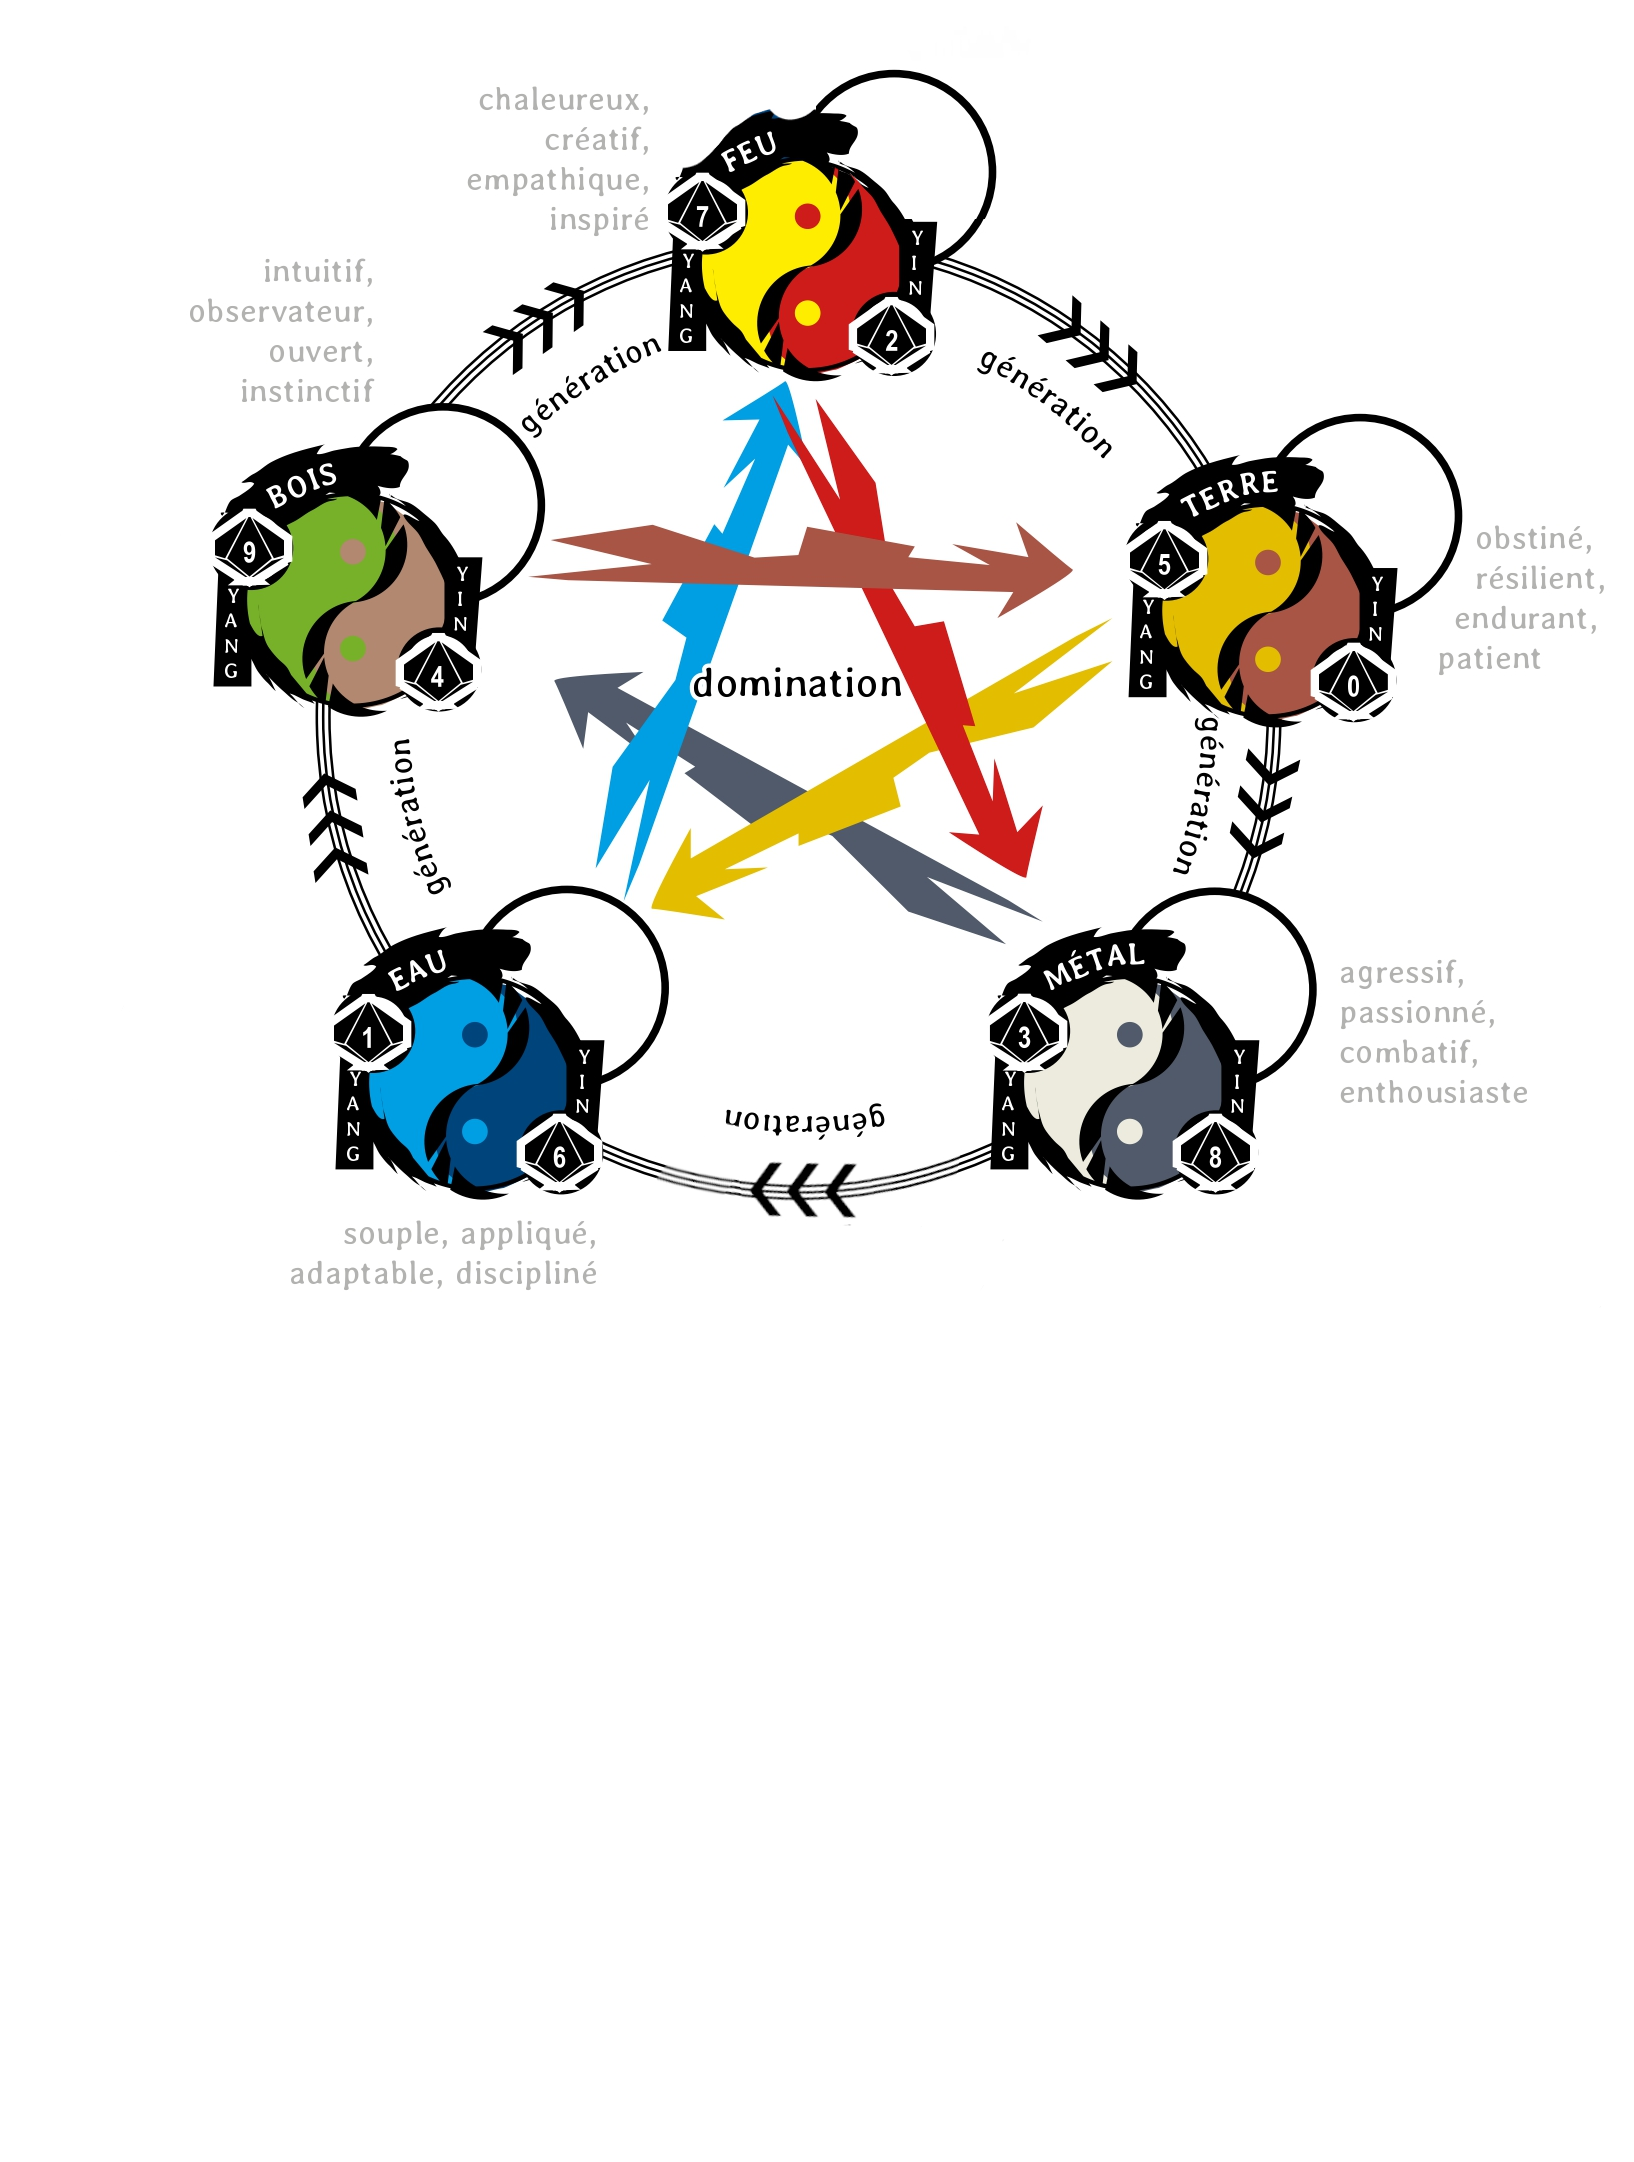 chaleureux,
créatif,
empathique,
inspiré
FEU
7
YANG
YIN
2
intuitif,
observateur,
ouvert,
instinctif
génération
génération
BOIS
9
YANG
YIN
4
TERRE
5
YANG
YIN
0
obstiné,
résilient,
endurant,
patient
domination
génération
génération
EAU
1
YANG
YIN
6
MÉTAL
3
YANG
YIN
8
agressif,
passionné,
combatif,
enthousiaste
génération
souple, appliqué,
adaptable, discipliné